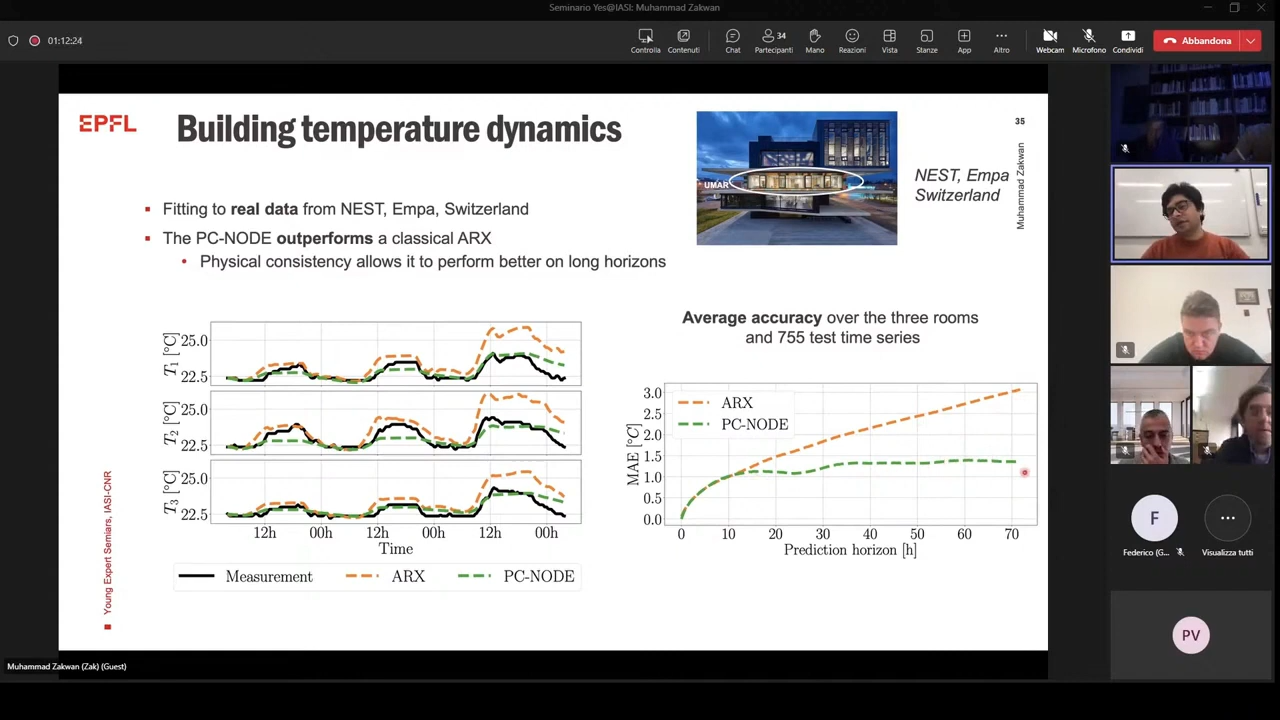 Seminario Yes@IASI: Muhammad Zakwan
01:12:24
Controlla
Contenuti
Chat
Partecipanti
34
Mano
Reazioni
Vista
Stanze
App
Altro
Webcam
Microfono
Condividi
Abbandona
EPFL
Building temperature dynamics
UMAR
NEST, Empa
Switzerland
35
Muhammad Zakwan
Fitting to real data from NEST, Empa, Switzerland
The PC-NODE outperforms a classical ARX
Physical consistency allows it to perform better on long horizons
T1 [°C]
25.0
22.5
T2 [°C]
25.0
22.5
T3 [°C]
25.0
22.5
12h 00h 12h 00h 12h 00h
Time
Measurement ARX PC-NODE
Average accuracy over the three rooms
and 755 test time series
ARX
PC-NODE
MAE [°C]
3.0
2.5
2.0
1.5
1.0
0.5
0.0
0 10 20 30 40 50 60 70
Prediction horizon [h]
Young Expert Semiars, IASI-CNR
F
Federico (G...
Visualizza tutti
PV
Muhammad Zakwan (Zak) (Guest)